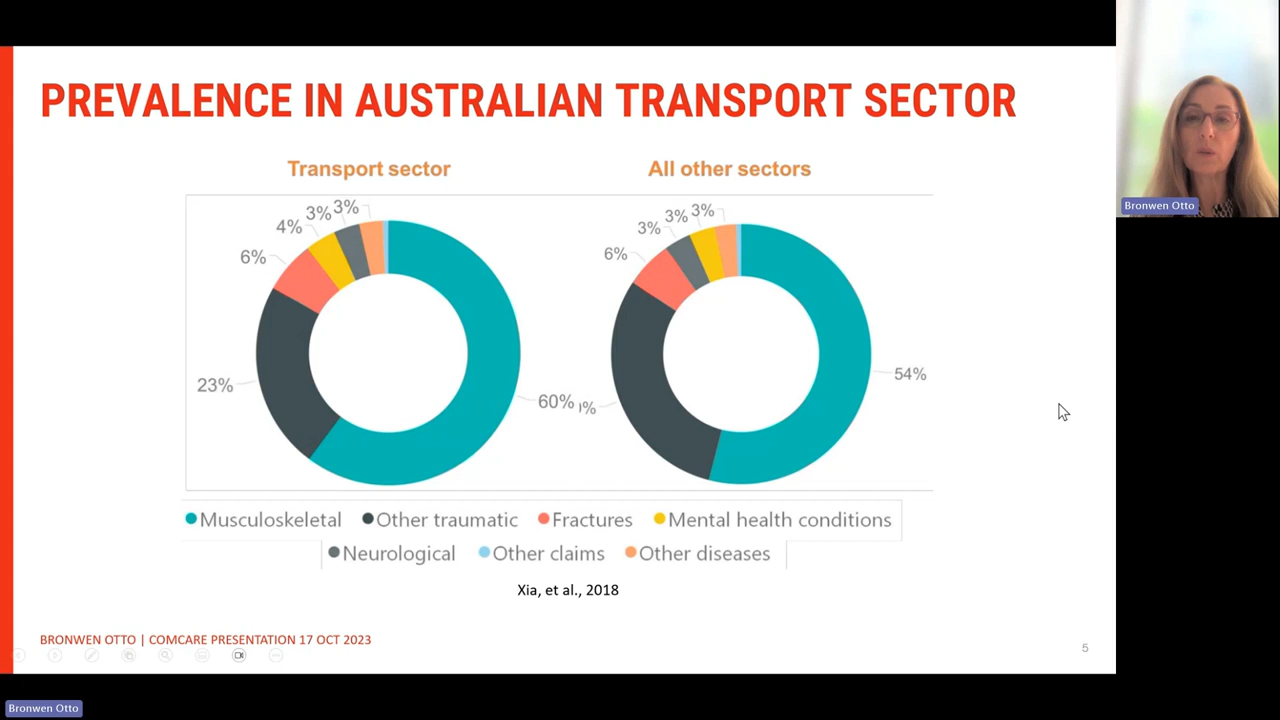 PREVALENCE IN AUSTRALIAN TRANSPORT SECTOR
Transport sector
All other sectors
3%
3%
4%
6%
23%
60%
3%
3%
3%
6%
%
54%
Musculoskeletal Other traumatic Fractures Mental health conditions
Neurological Other claims Other diseases
Xia, et al., 2018
BRONWEN OTTO | COMCARE PRESENTATION 17 OCT 2023
5
Bronwen Otto
Bronwen Otto